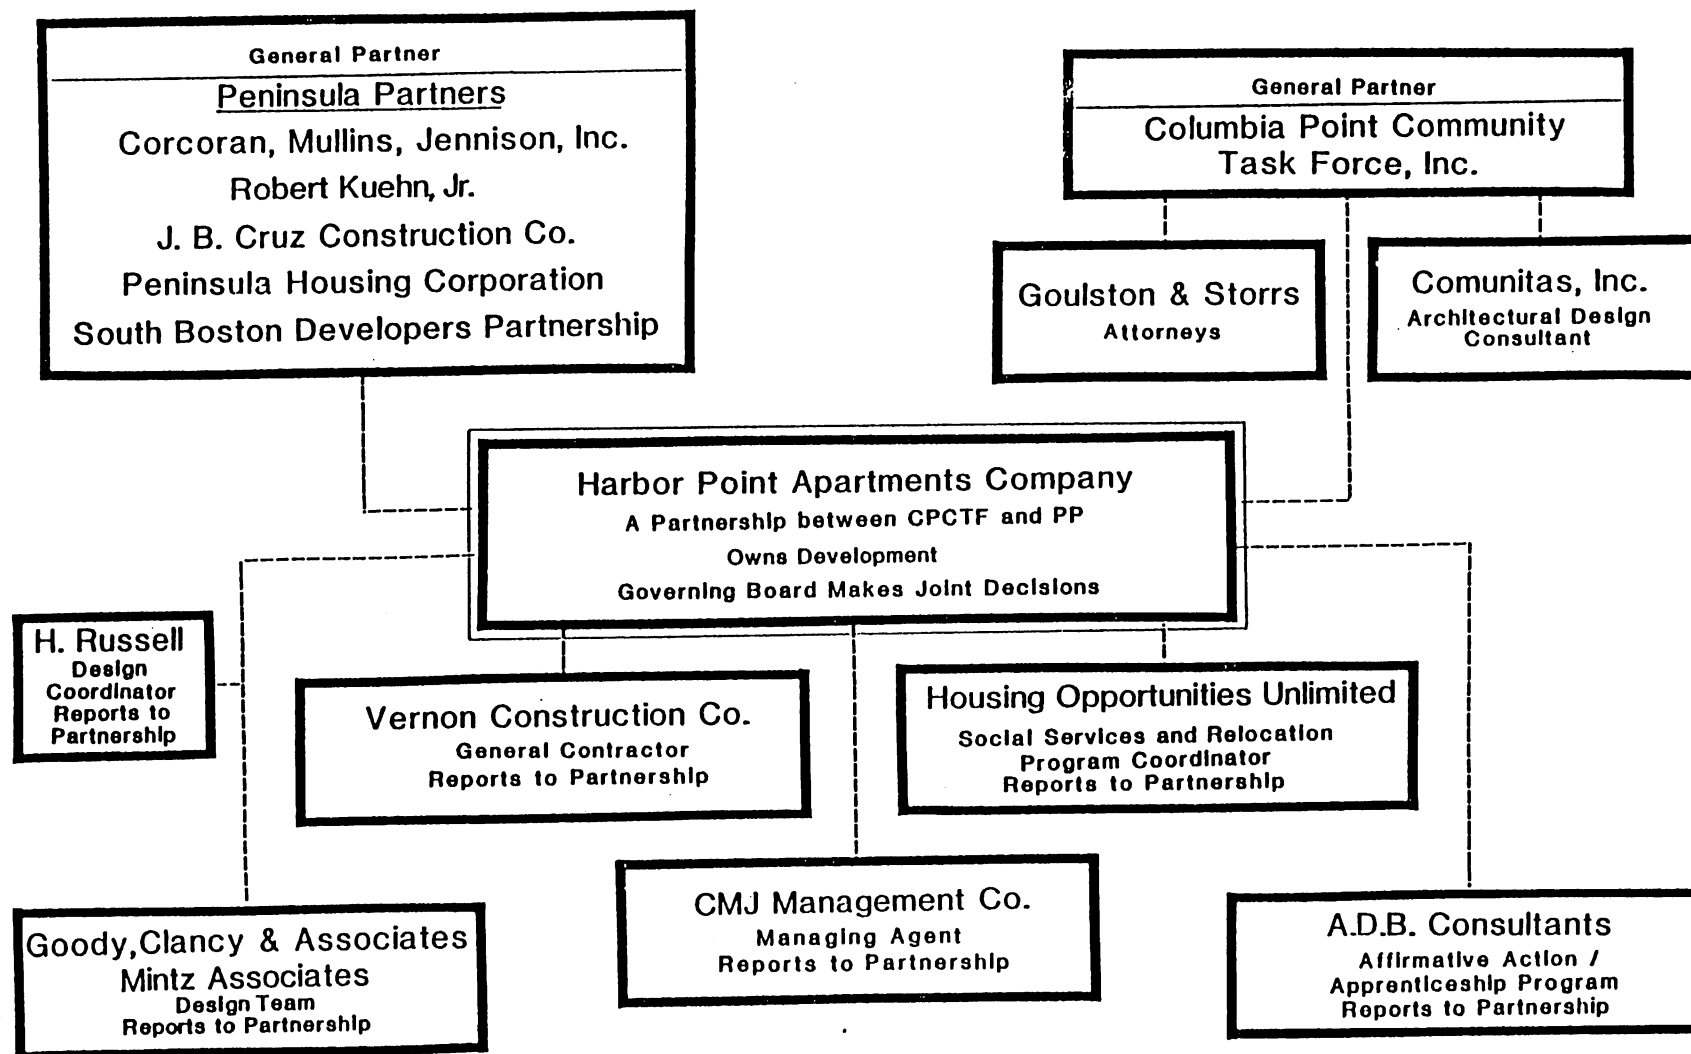 General Partner
Peninsula Partners
Corcoran, Mullins, Jennison, Inc.
Robert Kuehn, Jr.
J. B. Cruz Construction Co.
Peninsula Housing Corporation
South Boston Developers Partnership
General Partner
Columbia Point Community
Task Force, Inc.
Goulston & Storrs
Attorneys
Comunitas, Inc.
Architectural Design
Consultant
Harbor Point Apartments Company
A Partnership between CPCTF and PP
Owns Development
Governing Board Makes Joint Decisions
H. Russell
Design
Coordinator
Reports to
Partnership
Vernon Construction Co.
General Contractor
Reports to Partnership
Housing Opportunities Unlimited
Social Services and Relocation
Program Coordinator
Reports to Partnership
Goody, Clancy & Associates
Mintz Associates
Design Team
Reports to Partnership
CMJ Management Co.
Managing Agent
Reports to Partnership
A.D.B. Consultants
Affirmative Action /
Apprenticeship Program
Reports to Partnership